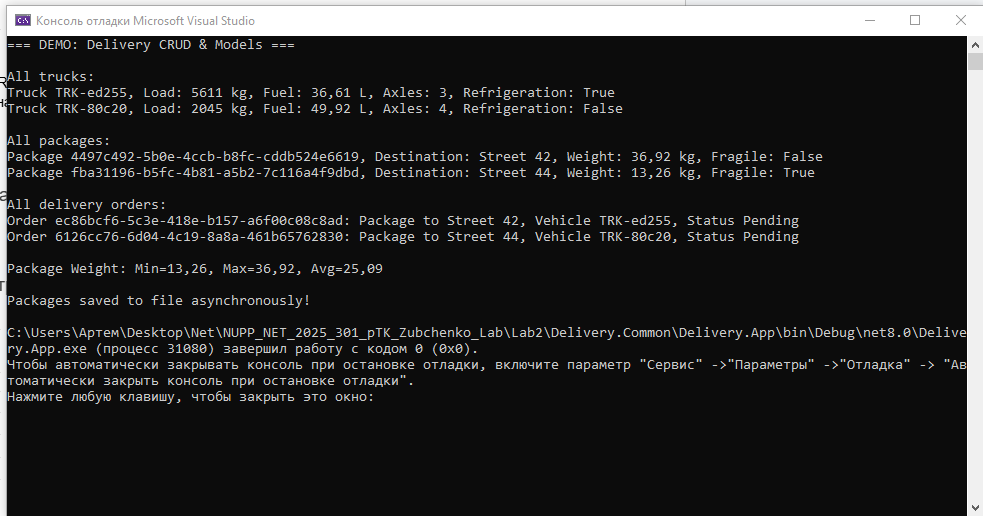 Консоль отладки Microsoft Visual Studio
=== DEMO: Delivery CRUD & Models ===
All trucks:
Truck TRK-ed255, Load: 5611 kg, Fuel: 36,61 L, Axles: 3, Refrigeration: True
Truck TRK-80c20, Load: 2045 kg, Fuel: 49,92 L, Axles: 4, Refrigeration: False
All packages:
Package 4497c492-5b0e-4ccb-b8fc-cddb524e6619, Destination: Street 42, Weight: 36,92 kg, Fragile: False
Package fba31196-b5fc-4b81-a5b2-7c116a4f9dbd, Destination: Street 44, Weight: 13,26 kg, Fragile: True
All delivery orders:
Order ec86bcf6-5c3e-418e-b157-a6f00c08c8ad: Package to Street 42, Vehicle TRK-ed255, Status Pending
Order 6126cc76-6d04-4c19-8a8a-461b65762830: Package to Street 44, Vehicle TRK-80c20, Status Pending
Package Weight: Min=13,26, Max=36,92, Avg=25,09
Packages saved to file asynchronously!
C:\Users\Артем\Desktop\Net\NUPP_NET_2025_301_pTK_Zubchenko_Lab\Lab2\Delivery.Common\Delivery.App\bin\Debug\net8.0\Delive
ry.App.exe (процесс 31080) завершил работу с кодом 0 (0x0).
Чтобы автоматически закрывать консоль при остановке отладки, включите параметр "Сервис" ->"Параметры" ->"Отладка" -> "Ав
томатически закрыть консоль при остановке отладки".
Нажмите любую клавишу, чтобы закрыть это окно: